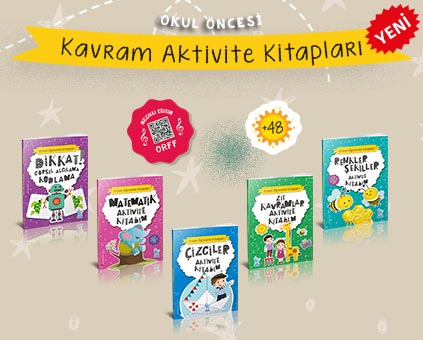 OKUL ÖNCESİ
Kavram Aktivite Kitapları
YENİ
MÜZİKLİ EĞİTİM
ORFF
+48
DİKKAT!
GÖRSEL ALGILAMA
KODLAMA
MATEMATİK
AKTİVİTE
KİTABIM
ÇİZGİLER
AKTİVİTE
KİTABIM
ZIT
KAVRAMLAR
AKTİVİTE
KİTABIM
RENKLER
ŞEKİLLER
AKTİVİTE
KİTABIM